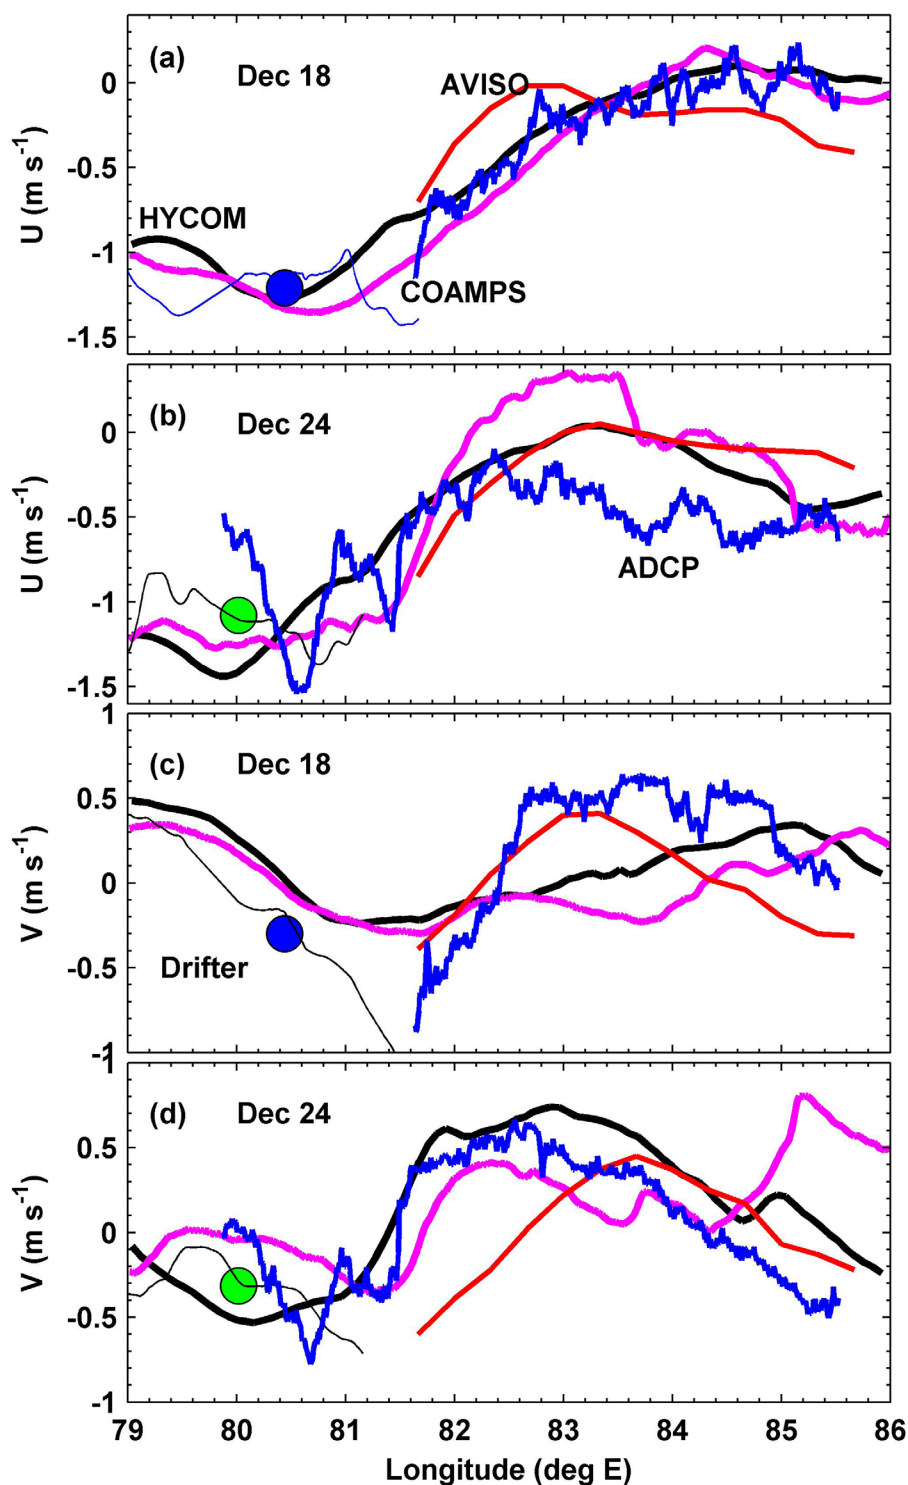 (a)
Dec 18
AVISO
HYCOM
COAMPS
U (m s-1)
0
-0.5
-1
-1.5
(b)
Dec 24
ADCP
U (m s-1)
0
-0.5
-1
-1.5
(c)
Dec 18
Drifter
V (m s-1)
1
0.5
0
-0.5
-1
(d)
Dec 24
V (m s-1)
1
0.5
0
-0.5
-1
79 80 81 82 83 84 85 86
Longitude (deg E)